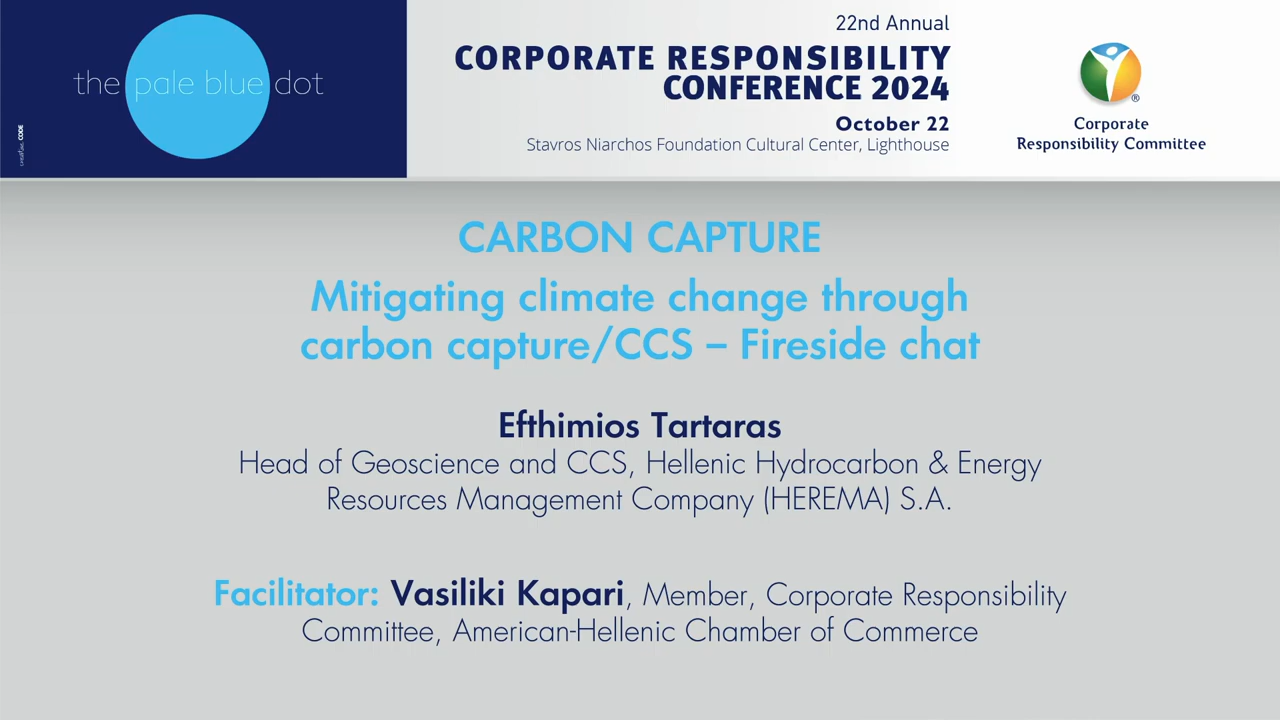 the pale blue dot
22nd Annual
CORPORATE RESPONSIBILITY
CONFERENCE 2024
October 22
Stavros Niarchos Foundation Cultural Center, Lighthouse
®
Corporate
Responsibility Committee
CARBON CAPTURE
Mitigating climate change through
carbon capture/CCS – Fireside chat
Efthimios Tartaras
Head of Geoscience and CCS, Hellenic Hydrocarbon & Energy
Resources Management Company (HEREMA) S.A.
Facilitator: Vasiliki Kapari, Member, Corporate Responsibility
Committee, American-Hellenic Chamber of Commerce